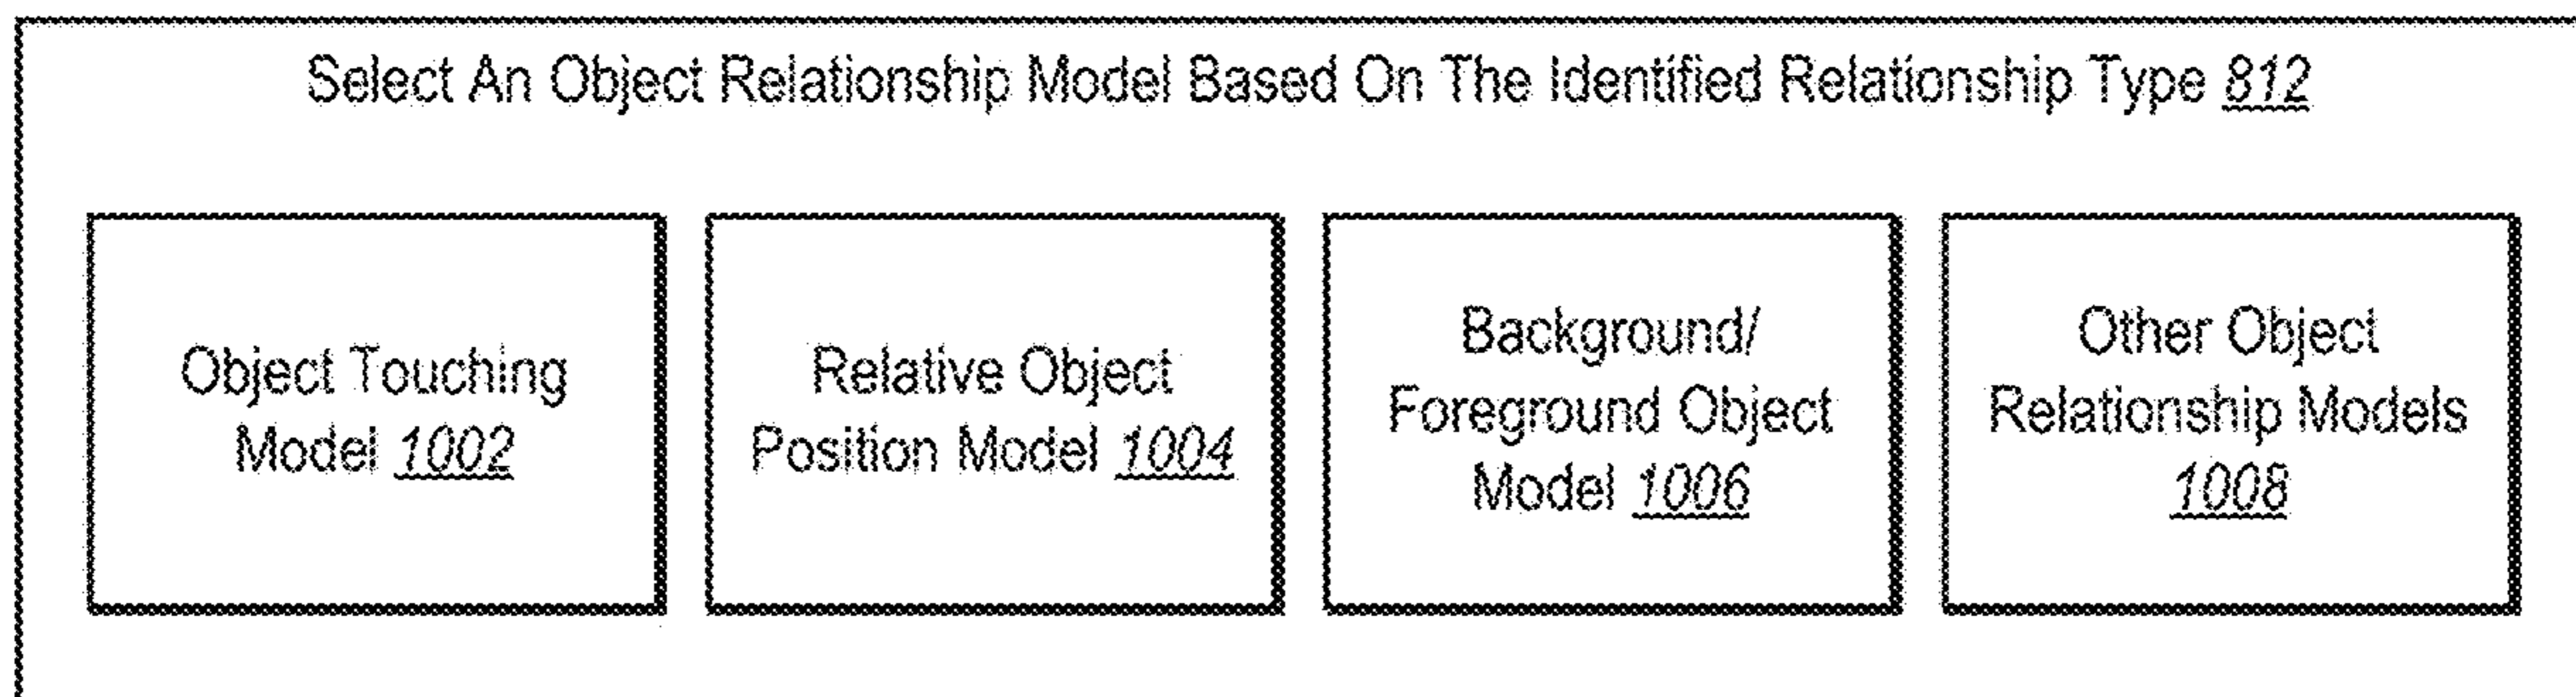 Select An Object Relationship Model Based On The Identified Relationship Type 812
Object Touching
Model 1002
Relative Object
Position Model 1004
Background/
Foreground Object
Model 1006
Other Object
Relationship Models
1008